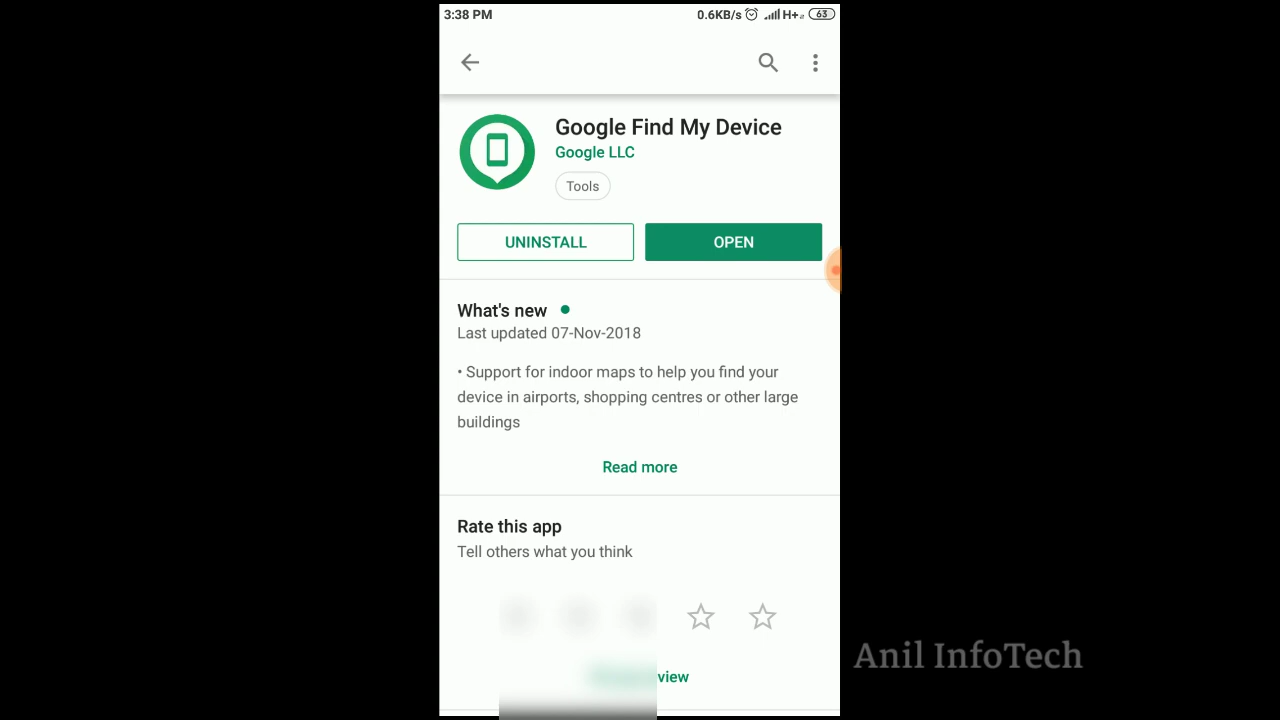 3:38 PM 0.6KB/s H+ 63
Google Find My Device
Google LLC
Tools
UNINSTALL OPEN
What's new
Last updated 07-Nov-2018
• Support for indoor maps to help you find your
device in airports, shopping centres or other large
buildings
Read more
Rate this app
Tell others what you think
view
Anil InfoTech